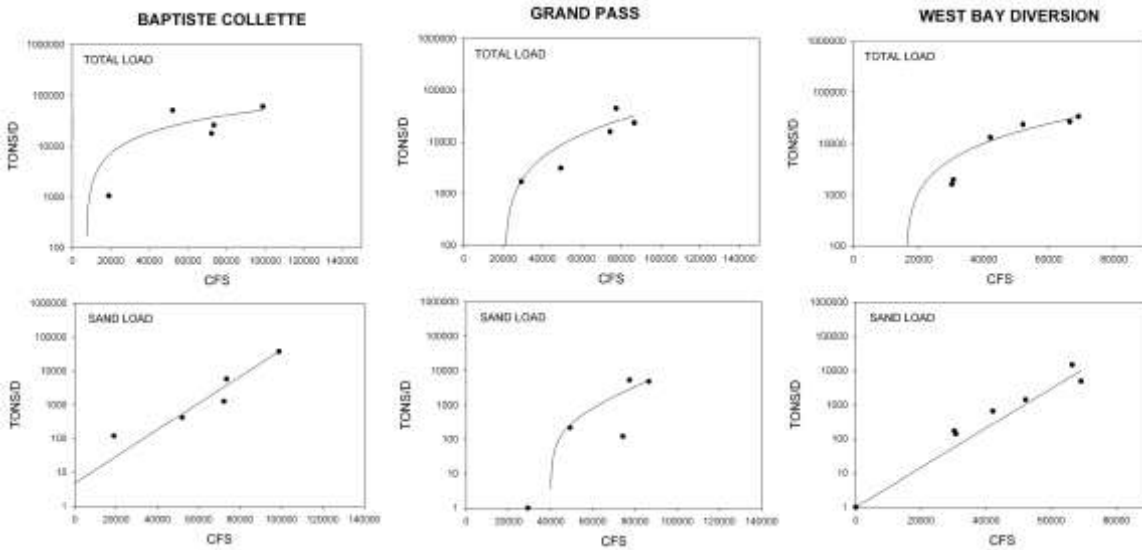 BAPTISTE COLLETTE
GRAND PASS
WEST BAY DIVERSION
TOTAL LOAD
1000000
100000
10000
1000
100
TONS/D
0 20000 40000 60000 80000 100000 120000 140000
CFS
TOTAL LOAD
1000000
100000
10000
1000
100
TONS/D
0 20000 40000 60000 80000 100000 120000 140000
CFS
TOTAL LOAD
1000000
100000
10000
1000
100
TONS/D
0 20000 40000 60000 80000
CFS
SAND LOAD
1000000
100000
10000
1000
100
10
1
TONS/D
0 20000 40000 60000 80000 100000 120000 140000
CFS
SAND LOAD
1000000
100000
10000
1000
100
10
1
TONS/D
0 20000 40000 60000 80000 100000 120000 140000
CFS
SAND LOAD
1000000
100000
10000
1000
100
10
1
TONS/D
0 20000 40000 60000 80000
CFS